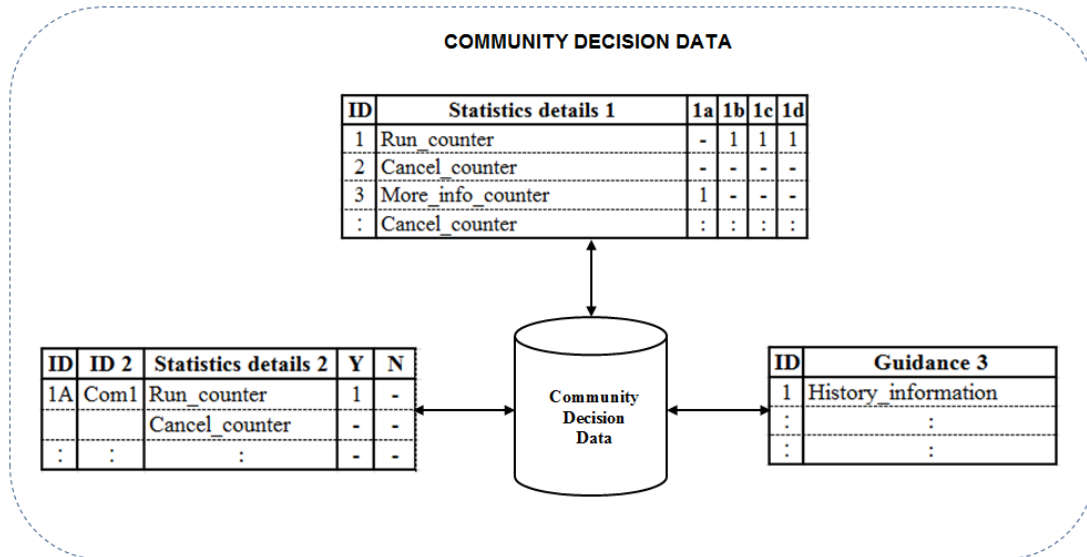 COMMUNITY DECISION DATA
ID Statistics details 1 1a 1b 1c 1d
1 Run_counter - 1 1 1
2 Cancel_counter - - - -
3 More_info_counter 1 - - -
: Cancel_counter : : : :
ID ID 2 Statistics details 2 Y N
1A Com1 Run_counter 1 -
Cancel_counter - -
: : : - -
Community
Decision
Data
ID Guidance 3
1 History_information
: :
: :